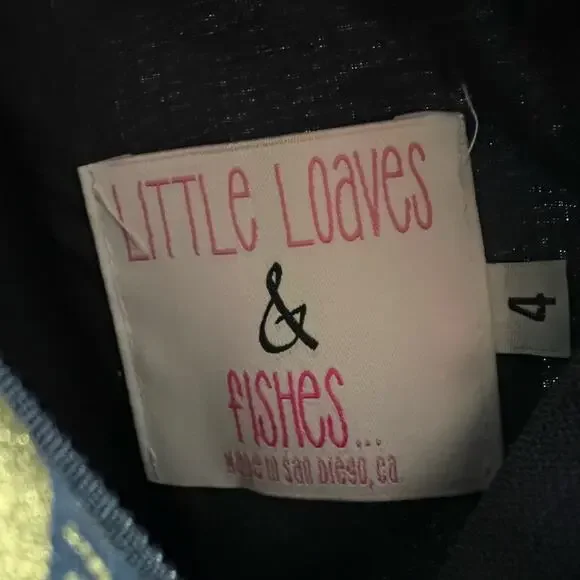 LITTLE LOAVES
&
FISHES...
MADE IN SAN DIEGO, CA
4